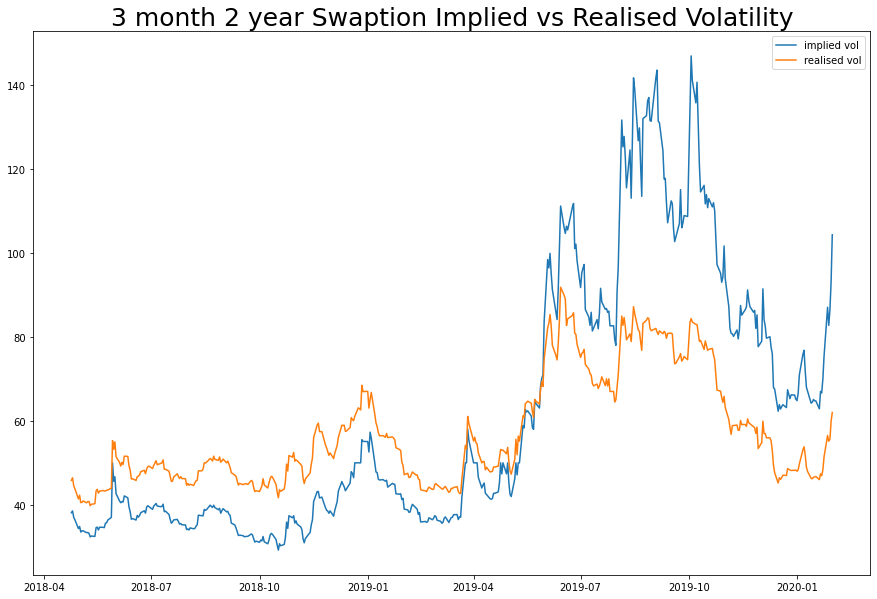 3 month 2 year Swaption Implied vs Realised Volatility
implied vol
realised vol
140
120
100
80
60
40
2018-04 2018-07 2018-10 2019-01 2019-04 2019-07 2019-10 2020-01